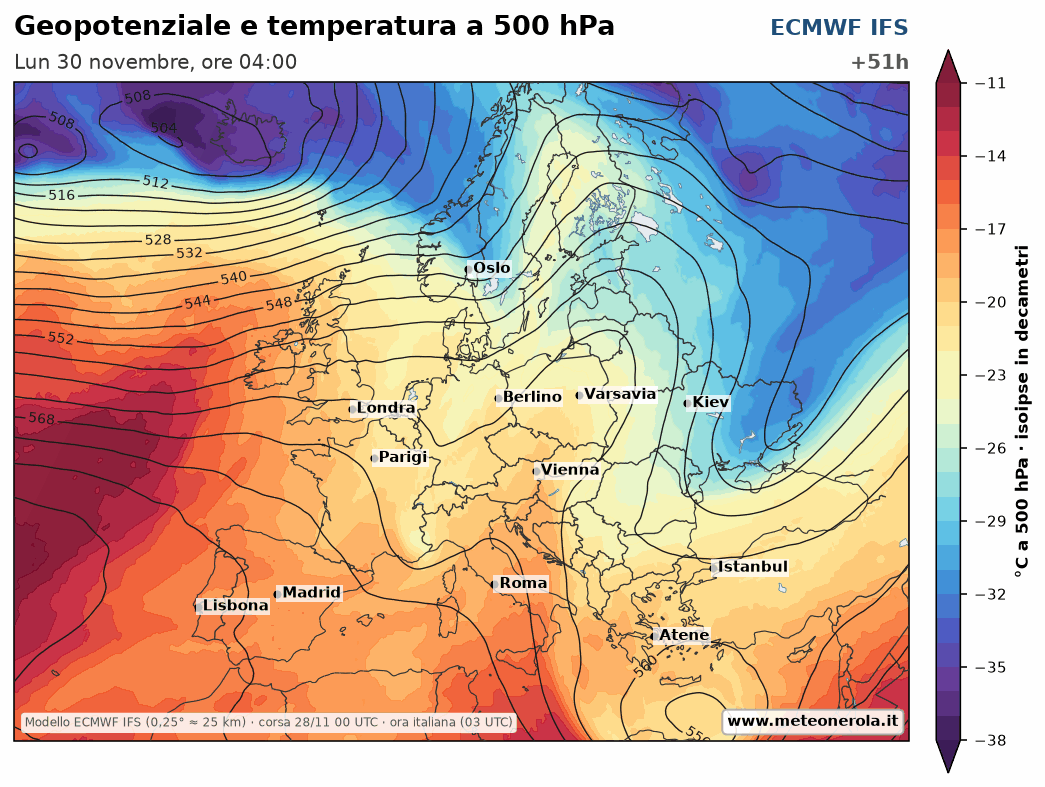 Geopotenziale e temperatura a 500 hPa
ECMWF IFS
Lun 30 novembre, ore 04:00
+51h
508
508
504
512
516
528
532
540
544
548
552
568
560
556
Oslo
Londra
Berlino
Varsavia
Kiev
Parigi
Vienna
Roma
Istanbul
Madrid
Lisbona
Atene
Modello ECMWF IFS (0,25° ≈ 25 km) · corsa 28/11 00 UTC · ora italiana (03 UTC)
www.meteonerola.it
−11
−14
−17
−20
−23
−26
−29
−32
−35
−38
°C a 500 hPa · isoipse in decametri